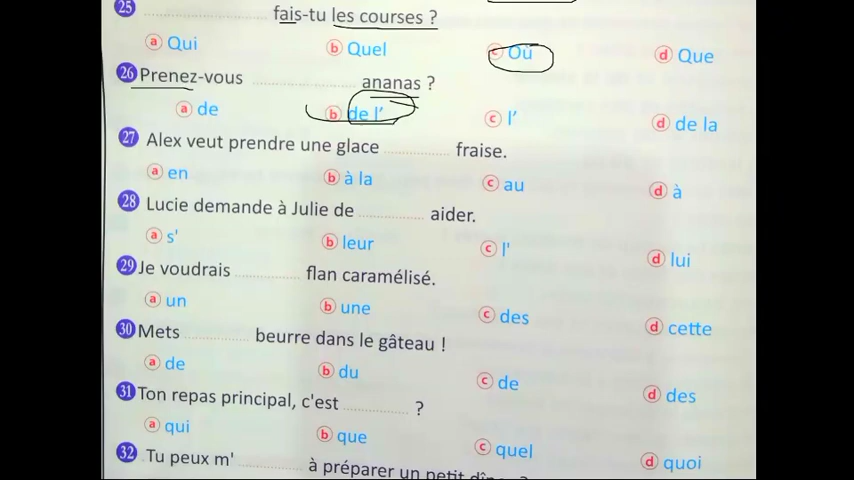 25 .................... fais-tu les courses ?
a Qui b Quel c Où d Que
26 Prenez-vous .................... ananas ?
a de b de l' c l' d de la
27 Alex veut prendre une glace .................... fraise.
a en b à la c au d à
28 Lucie demande à Julie de .................... aider.
a s' b leur c l' d lui
29 Je voudrais .................... flan caramélisé.
a un b une c des d cette
30 Mets .................... beurre dans le gâteau !
a de b du c de d des
31 Ton repas principal, c'est .................... ?
a qui b que c quel d quoi
32 Tu peux m' .................... à préparer un petit